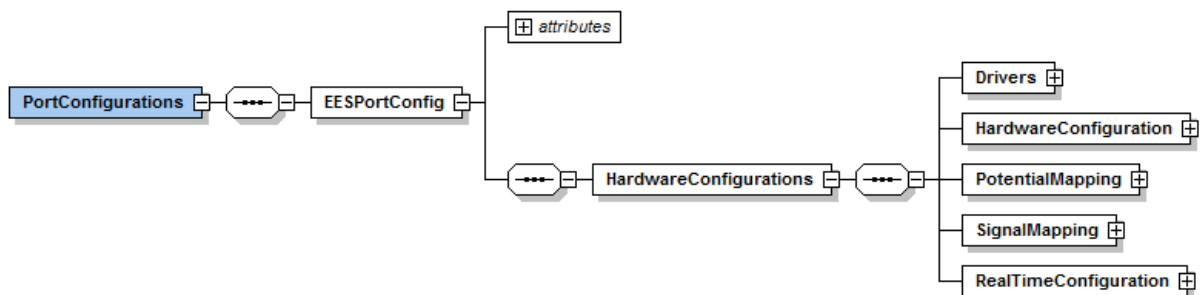 attributes
PortConfigurations
EESPortConfig
Drivers
HardwareConfiguration
HardwareConfigurations
PotentialMapping
SignalMapping
RealTimeConfiguration